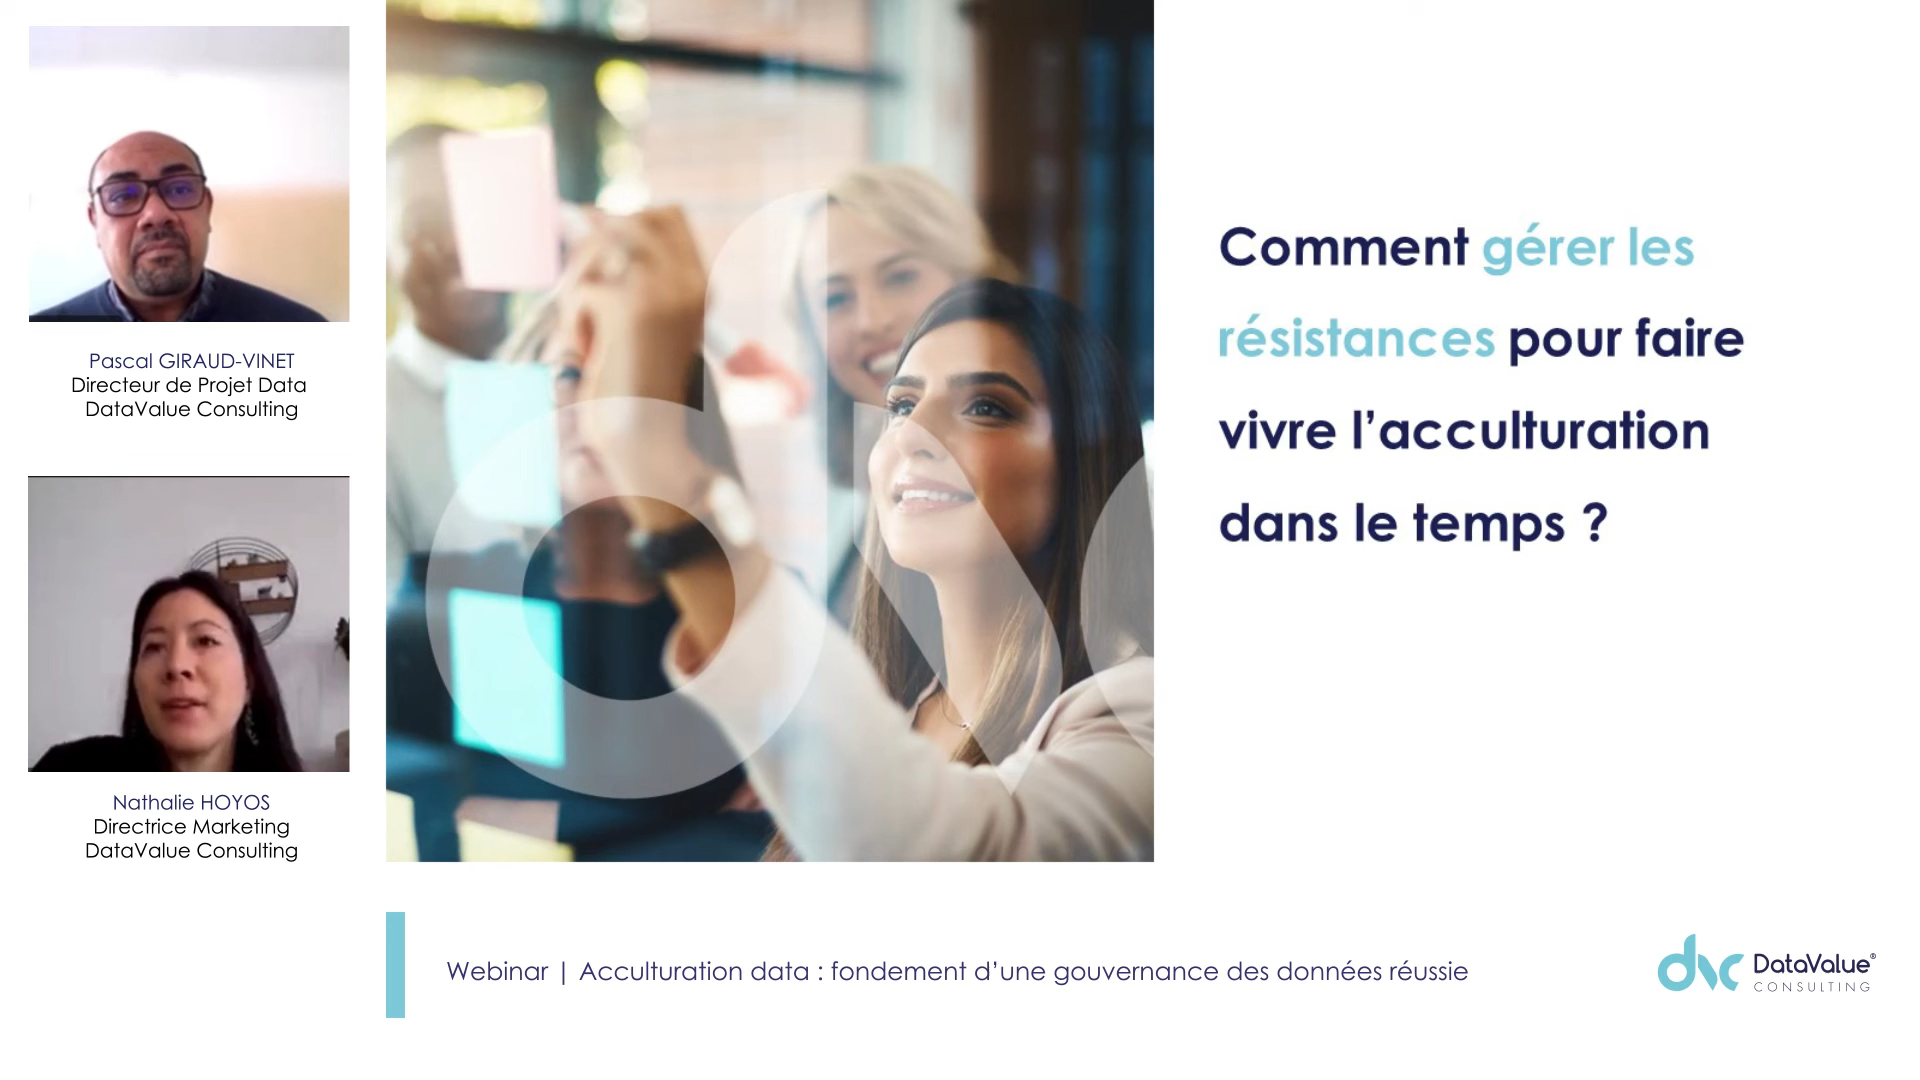 Pascal GIRAUD-VINET
Directeur de Projet Data
DataValue Consulting
Nathalie HOYOS
Directrice Marketing
DataValue Consulting
Comment gérer les
résistances pour faire
vivre l’acculturation
dans le temps ?
Webinar | Acculturation data : fondement d’une gouvernance des données réussie
dvc DataValue®
CONSULTING